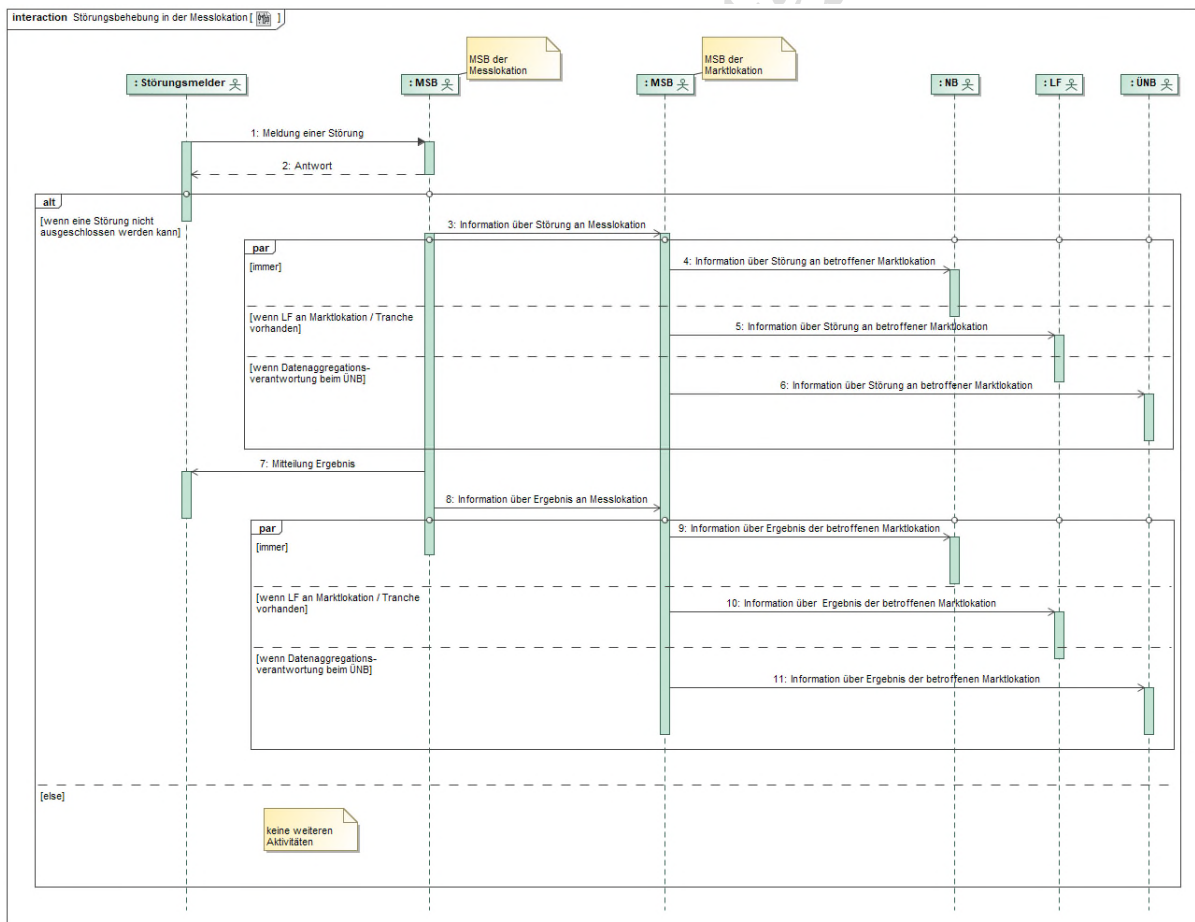 interaction Störungsbehebung in der Messlokation [ ]
MSB der
Messlokation
MSB der
Marktlokation
: Störungsmelder
: MSB
: MSB
: NB
: LF
: ÜNB
1: Meldung einer Störung
2: Antwort
alt
[wenn eine Störung nicht
ausgeschlossen werden kann]
3: Information über Störung an Messlokation
par
[immer]
4: Information über Störung an betroffener Marktlokation
[wenn LF an Marktlokation / Tranche
vorhanden]
5: Information über Störung an betroffener Marktlokation
[wenn Datenaggregations-
verantwortung beim ÜNB]
6: Information über Störung an betroffener Marktlokation
7: Mitteilung Ergebnis
8: Information über Ergebnis an Messlokation
par
9: Information über Ergebnis der betroffenen Marktlokation
[immer]
[wenn LF an Marktlokation / Tranche
vorhanden]
10: Information über Ergebnis der betroffenen Marktlokation
[wenn Datenaggregations-
verantwortung beim ÜNB]
11: Information über Ergebnis der betroffenen Marktlokation
[else]
keine weiteren
Aktivitäten